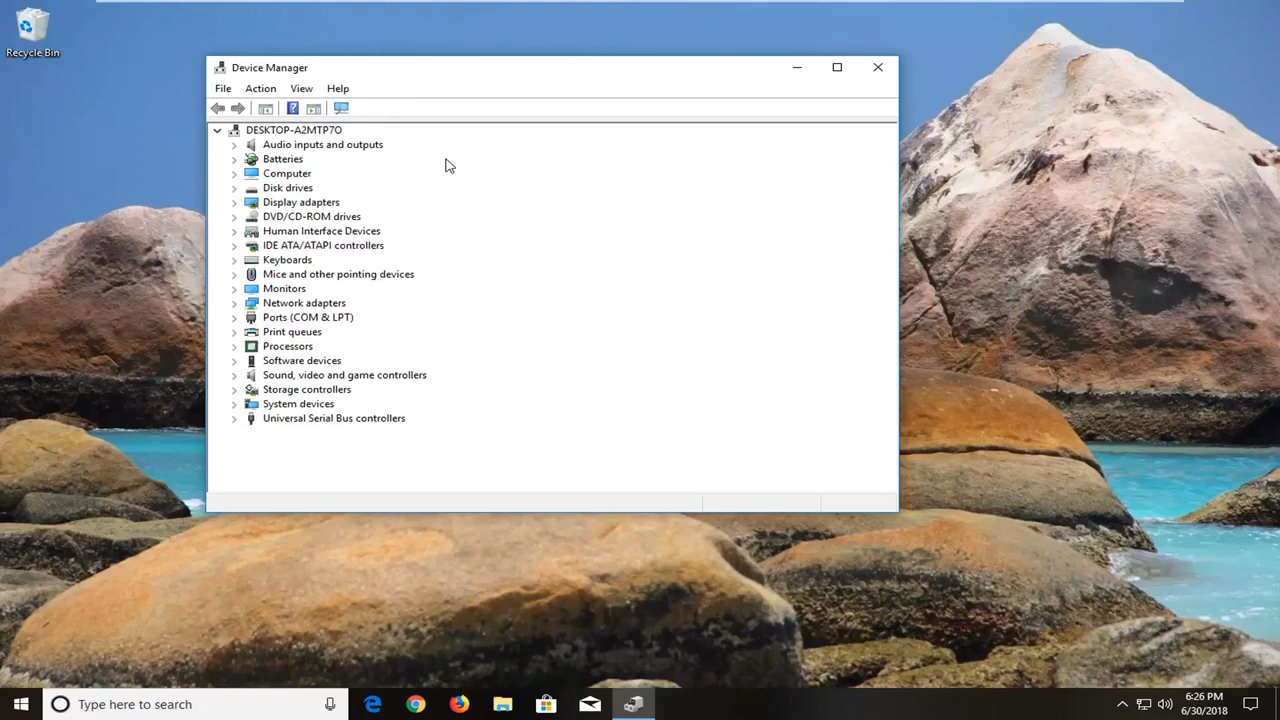 Recycle Bin
Device Manager
File Action View Help
DESKTOP-A2MTP7O
Audio inputs and outputs
Batteries
Computer
Disk drives
Display adapters
DVD/CD-ROM drives
Human Interface Devices
IDE ATA/ATAPI controllers
Keyboards
Mice and other pointing devices
Monitors
Network adapters
Ports (COM & LPT)
Print queues
Processors
Software devices
Sound, video and game controllers
Storage controllers
System devices
Universal Serial Bus controllers
Type here to search
6:26 PM
6/30/2018